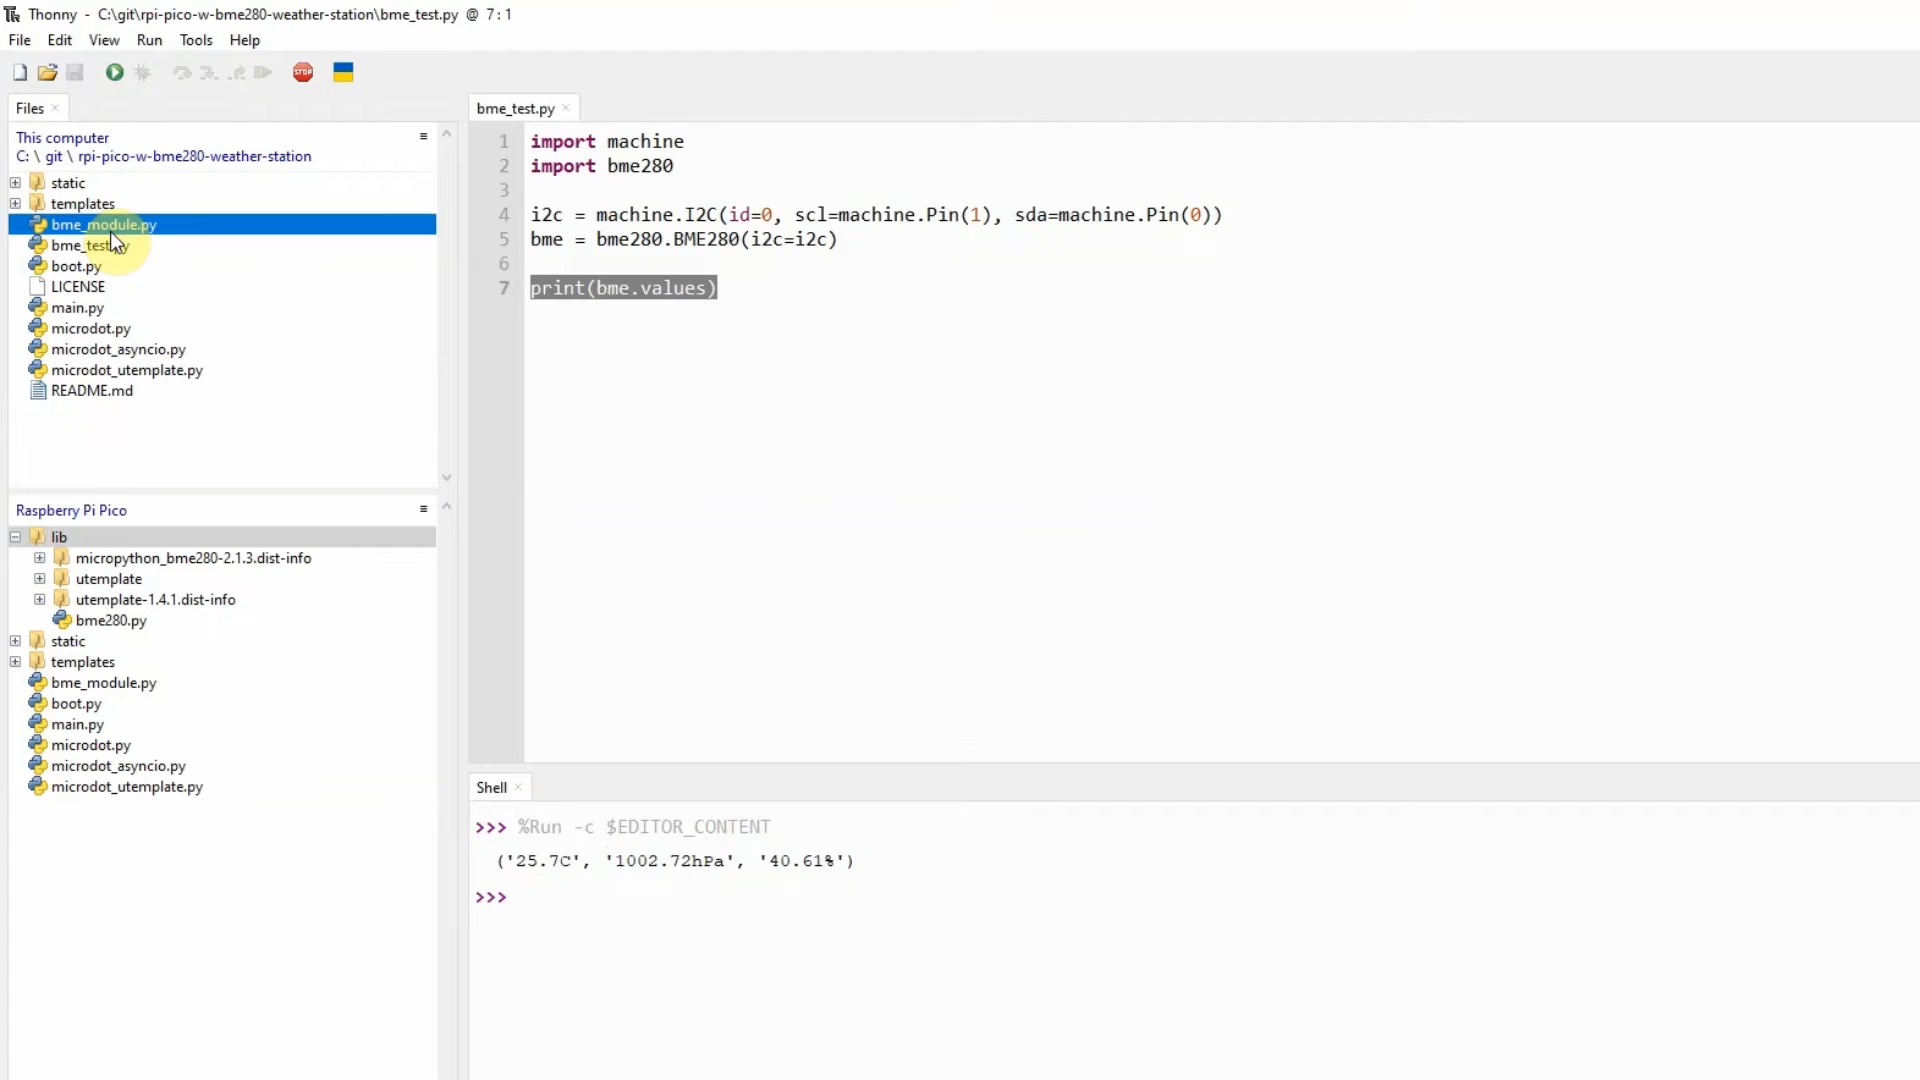 Thonny - C:\git\rpi-pico-w-bme280-weather-station\bme_test.py @ 7:1
File Edit View Run Tools Help
STOP
Files
This computer
C: \ git \ rpi-pico-w-bme280-weather-station
static
templates
bme_module.py
bme_test.py
boot.py
LICENSE
main.py
microdot.py
microdot_asyncio.py
microdot_utemplate.py
README.md
Raspberry Pi Pico
lib
micropython_bme280-2.1.3.dist-info
utemplate
utemplate-1.4.1.dist-info
bme280.py
static
templates
bme_module.py
boot.py
main.py
microdot.py
microdot_asyncio.py
microdot_utemplate.py
bme_test.py
1 import machine
2 import bme280
3
4 i2c = machine.I2C(id=0, scl=machine.Pin(1), sda=machine.Pin(0))
5 bme = bme280.BME280(i2c=i2c)
6
7 print(bme.values)
Shell
>>> %Run -c $EDITOR_CONTENT
('25.7C', '1002.72hPa', '40.61%')
>>>